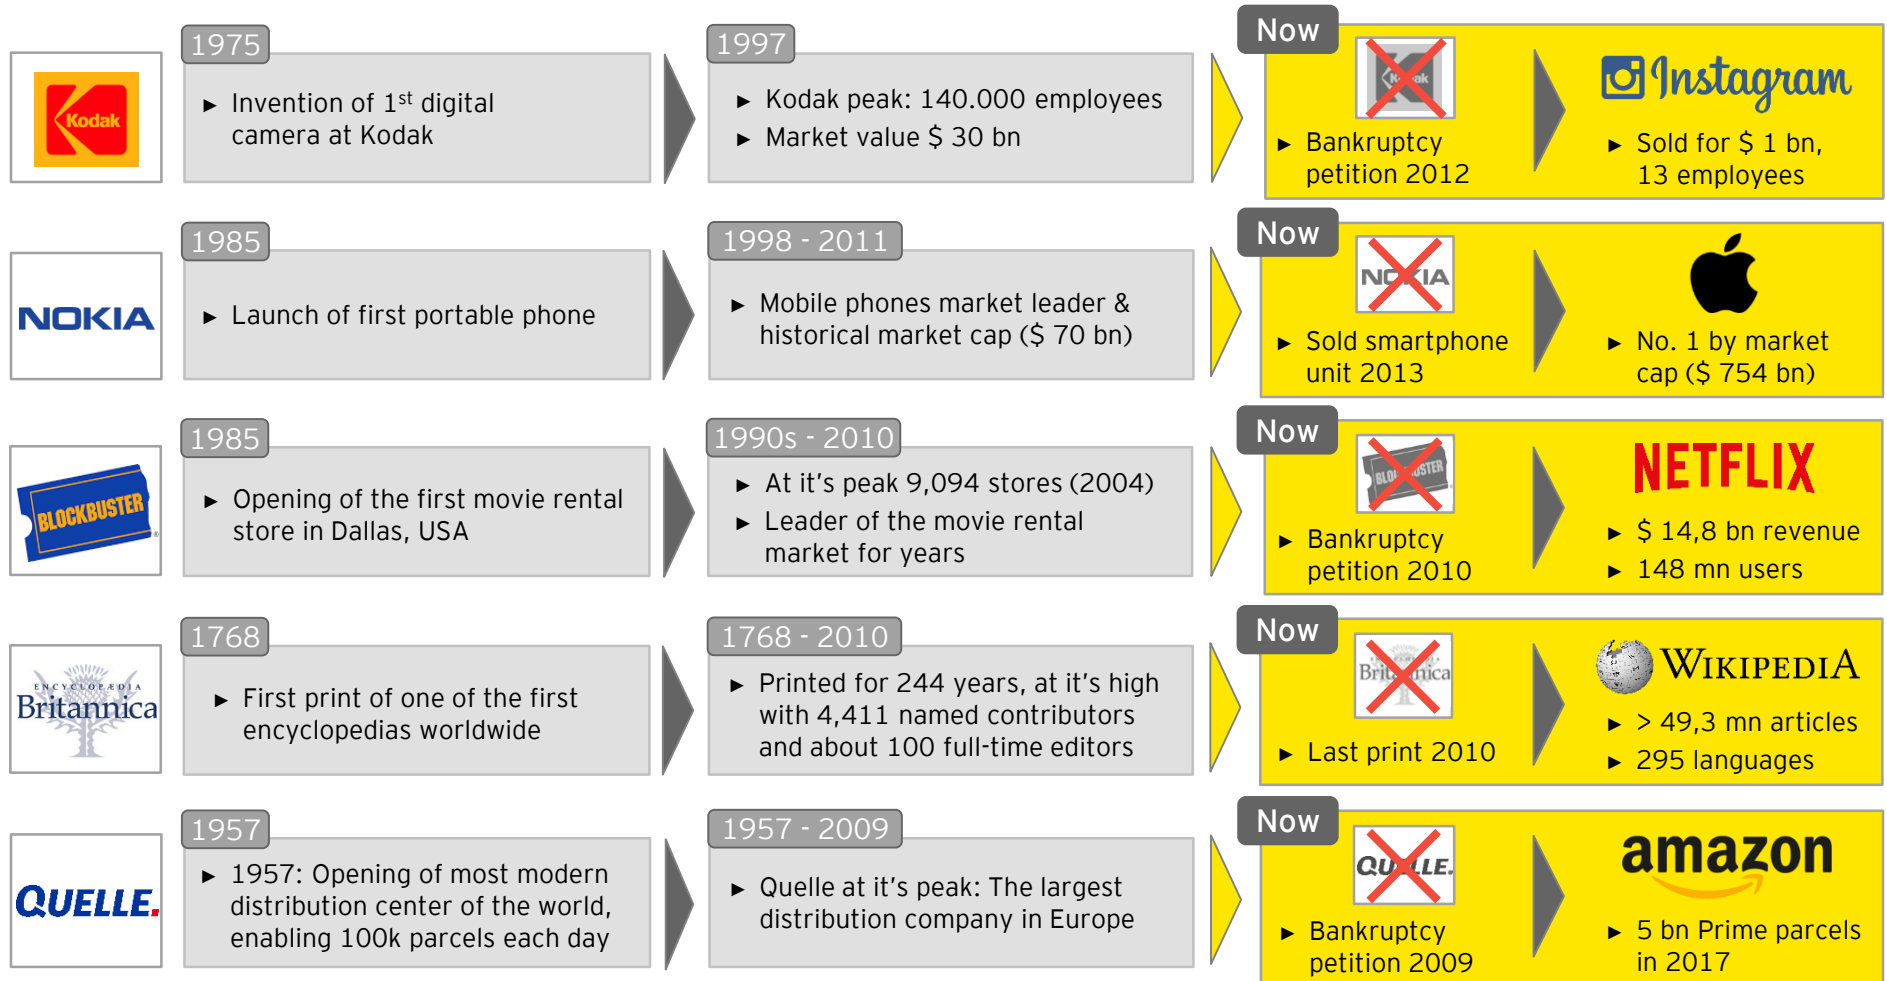 1975
1997
Now
Kodak
► Invention of 1st digital
camera at Kodak
► Kodak peak: 140.000 employees
► Market value $ 30 bn
Kodak
► Bankruptcy
petition 2012
Instagram
► Sold for $ 1 bn,
13 employees
1985
1998 - 2011
Now
NOKIA
► Launch of first portable phone
► Mobile phones market leader &
historical market cap ($ 70 bn)
NOKIA
► Sold smartphone
unit 2013
► No. 1 by market
cap ($ 754 bn)
1985
1990s - 2010
Now
BLOCKBUSTER
► Opening of the first movie rental
store in Dallas, USA
► At it's peak 9,094 stores (2004)
► Leader of the movie rental
market for years
BLOCKBUSTER
► Bankruptcy
petition 2010
NETFLIX
► $ 14,8 bn revenue
► 148 mn users
1768
1768 - 2010
Now
ENCYCLOPÆDIA
Britannica
► First print of one of the first
encyclopedias worldwide
► Printed for 244 years, at it's high
with 4,411 named contributors
and about 100 full-time editors
Britannica
► Last print 2010
WIKIPEDIA
► > 49,3 mn articles
► 295 languages
1957
1957 - 2009
Now
QUELLE.
► 1957: Opening of most modern
distribution center of the world,
enabling 100k parcels each day
► Quelle at it's peak: The largest
distribution company in Europe
QUELLE.
► Bankruptcy
petition 2009
amazon
► 5 bn Prime parcels
in 2017